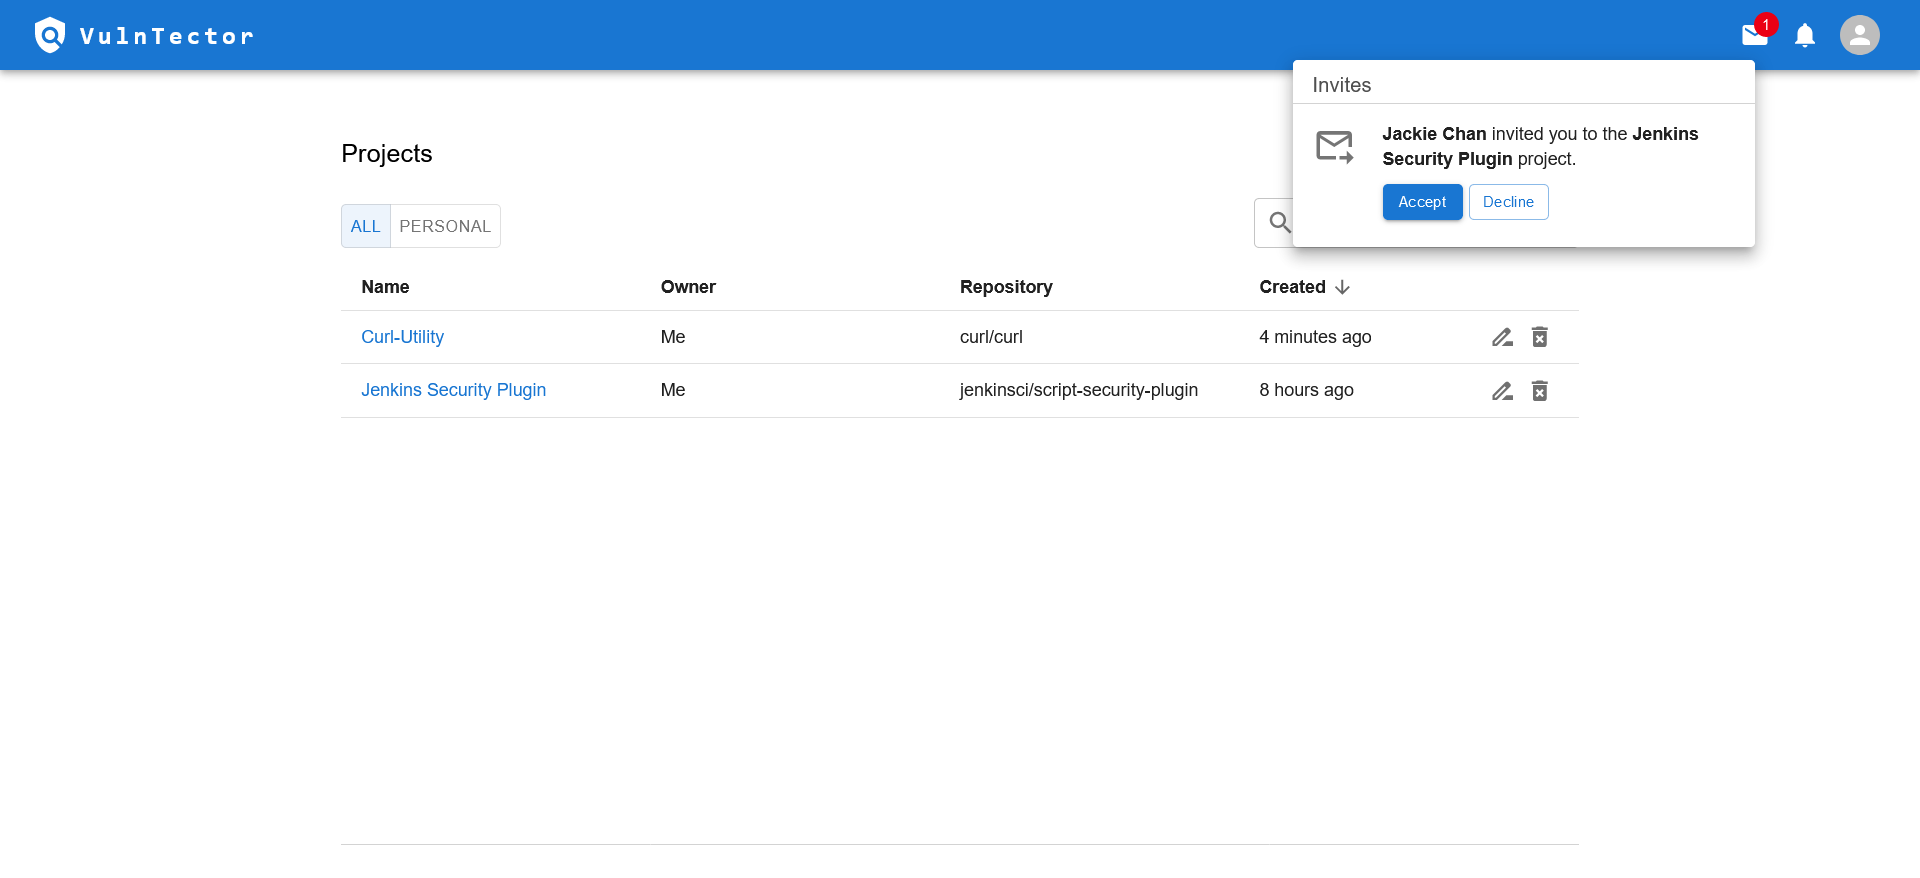 VulnTector
1
Invites
Jackie Chan invited you to the Jenkins
Security Plugin project.
Accept Decline
Projects
ALL PERSONAL
Name Owner Repository Created
Curl-Utility Me curl/curl 4 minutes ago
Jenkins Security Plugin Me jenkinsci/script-security-plugin 8 hours ago